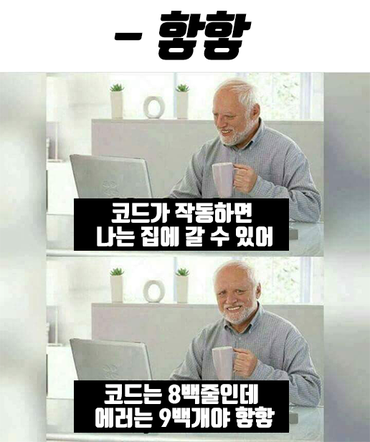 - 항항
코드가 작동하면
나는 집에 갈 수 있어
코드는 8백줄인데
에러는 9백개야 항항